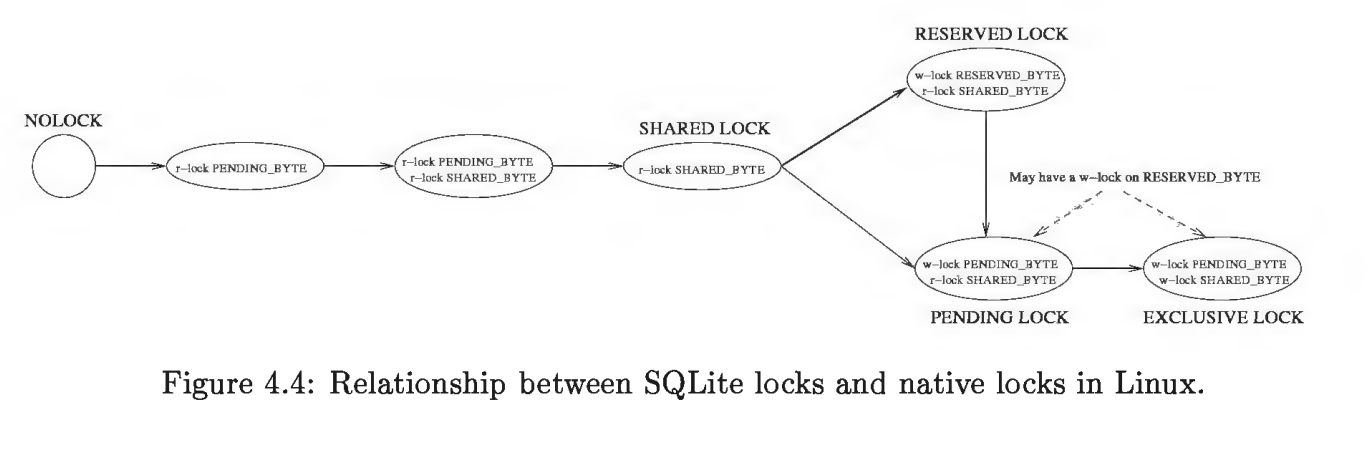 RESERVED LOCK
w–lock RESERVED_BYTE
r–lock SHARED_BYTE
NOLOCK
SHARED LOCK
r–lock PENDING_BYTE
r–lock PENDING_BYTE
r–lock SHARED_BYTE
r–lock SHARED_BYTE
May have a w–lock on RESERVED_BYTE
w–lock PENDING_BYTE
r–lock SHARED_BYTE
w–lock PENDING_BYTE
w–lock SHARED_BYTE
PENDING LOCK
EXCLUSIVE LOCK
Figure 4.4: Relationship between SQLite locks and native locks in Linux.